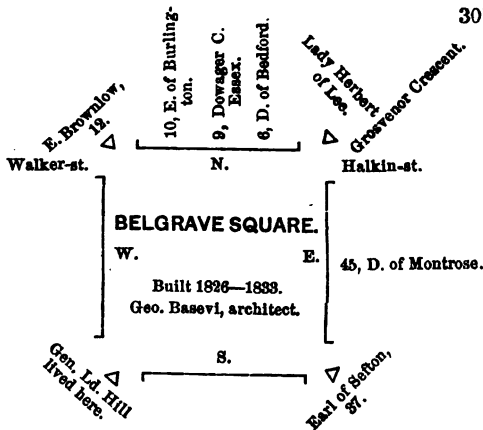 30
E. Brownlow,
12.
10, E. of Burling-
ton.
9, Dowager C.
Essex.
6, D. of Bedford.
Lady Herbert
of Lee.
Grosvenor Crescent.
Walker-st.
N.
Halkin-st.
BELGRAVE SQUARE.
W.
E.
45, D. of Montrose.
Built 1826—1833.
Geo. Basevi, architect.
S.
Gen. Ld. Hill
lived here.
Earl of Sefton,
37.